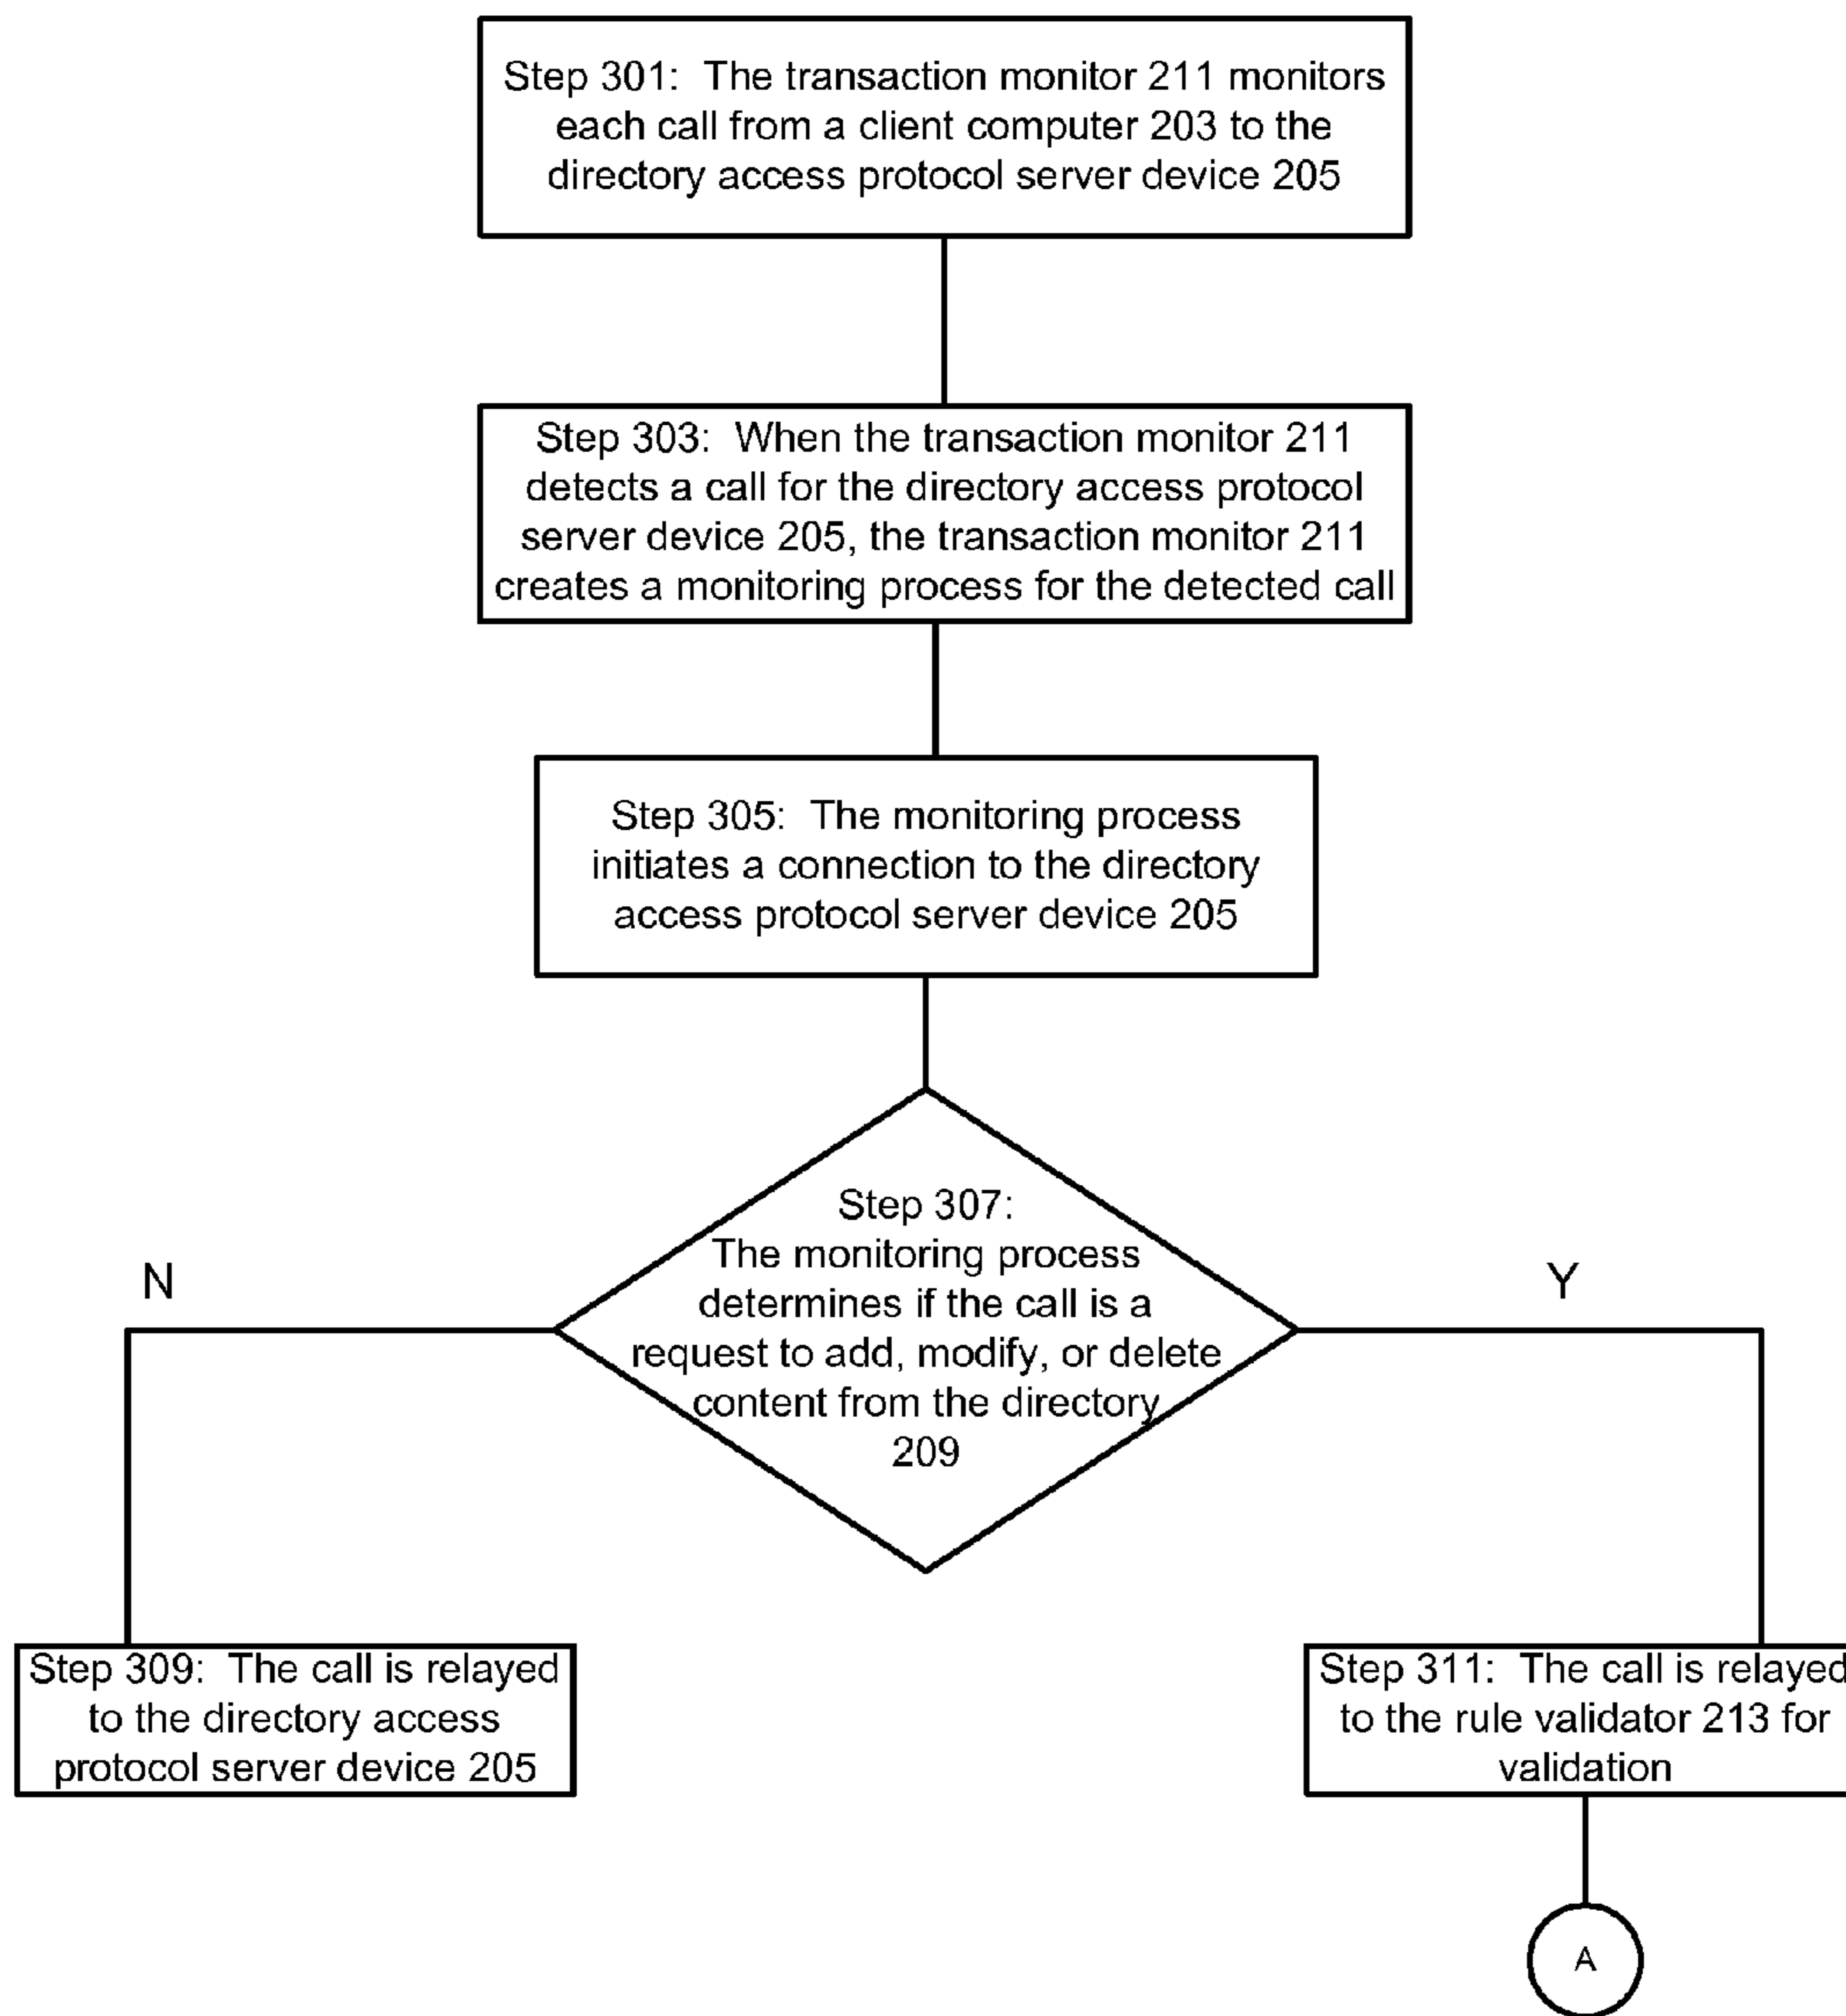 Step 301: The transaction monitor 211 monitors
each call from a client computer 203 to the
directory access protocol server device 205
Step 303: When the transaction monitor 211
detects a call for the directory access protocol
server device 205, the transaction monitor 211
creates a monitoring process for the detected call
Step 305: The monitoring process
initiates a connection to the directory
access protocol server device 205
Step 307:
The monitoring process
determines if the call is a
request to add, modify, or delete
content from the directory
209
N
Y
Step 309: The call is relayed
to the directory access
protocol server device 205
Step 311: The call is relayed
to the rule validator 213 for
validation
A